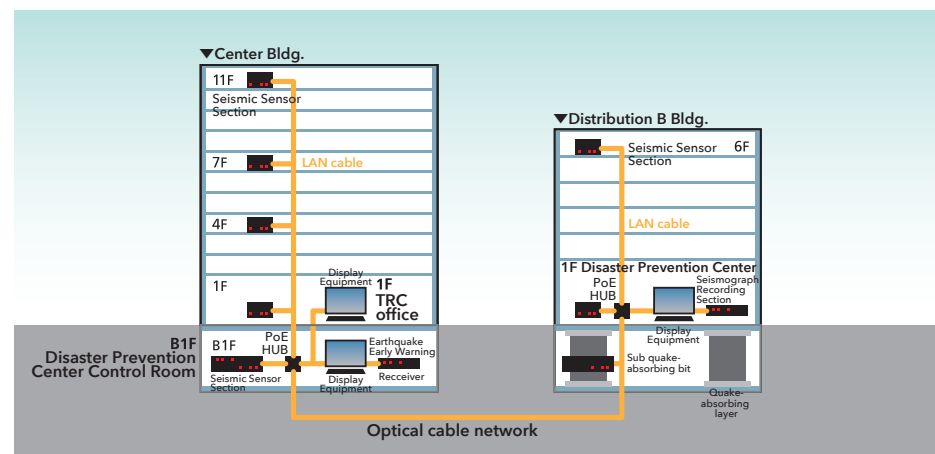 ▼Center Bldg.
11F
Seismic Sensor
Section
7F
LAN cable
4F
1F
Display
Equipment
1F
TRC
office
B1F
Disaster Prevention
Center Control Room
B1F
PoE
HUB
Seismic Sensor
Section
Display
Equipment
Earthquake
Early Warning
Recceiver
▼Distribution B Bldg.
Seismic Sensor
Section
6F
LAN cable
1F Disaster Prevention Center
PoE
HUB
Seismograph
Recording
Section
Display
Equipment
Sub quake-
absorbing bit
Quake-
absorbing
layer
Optical cable network